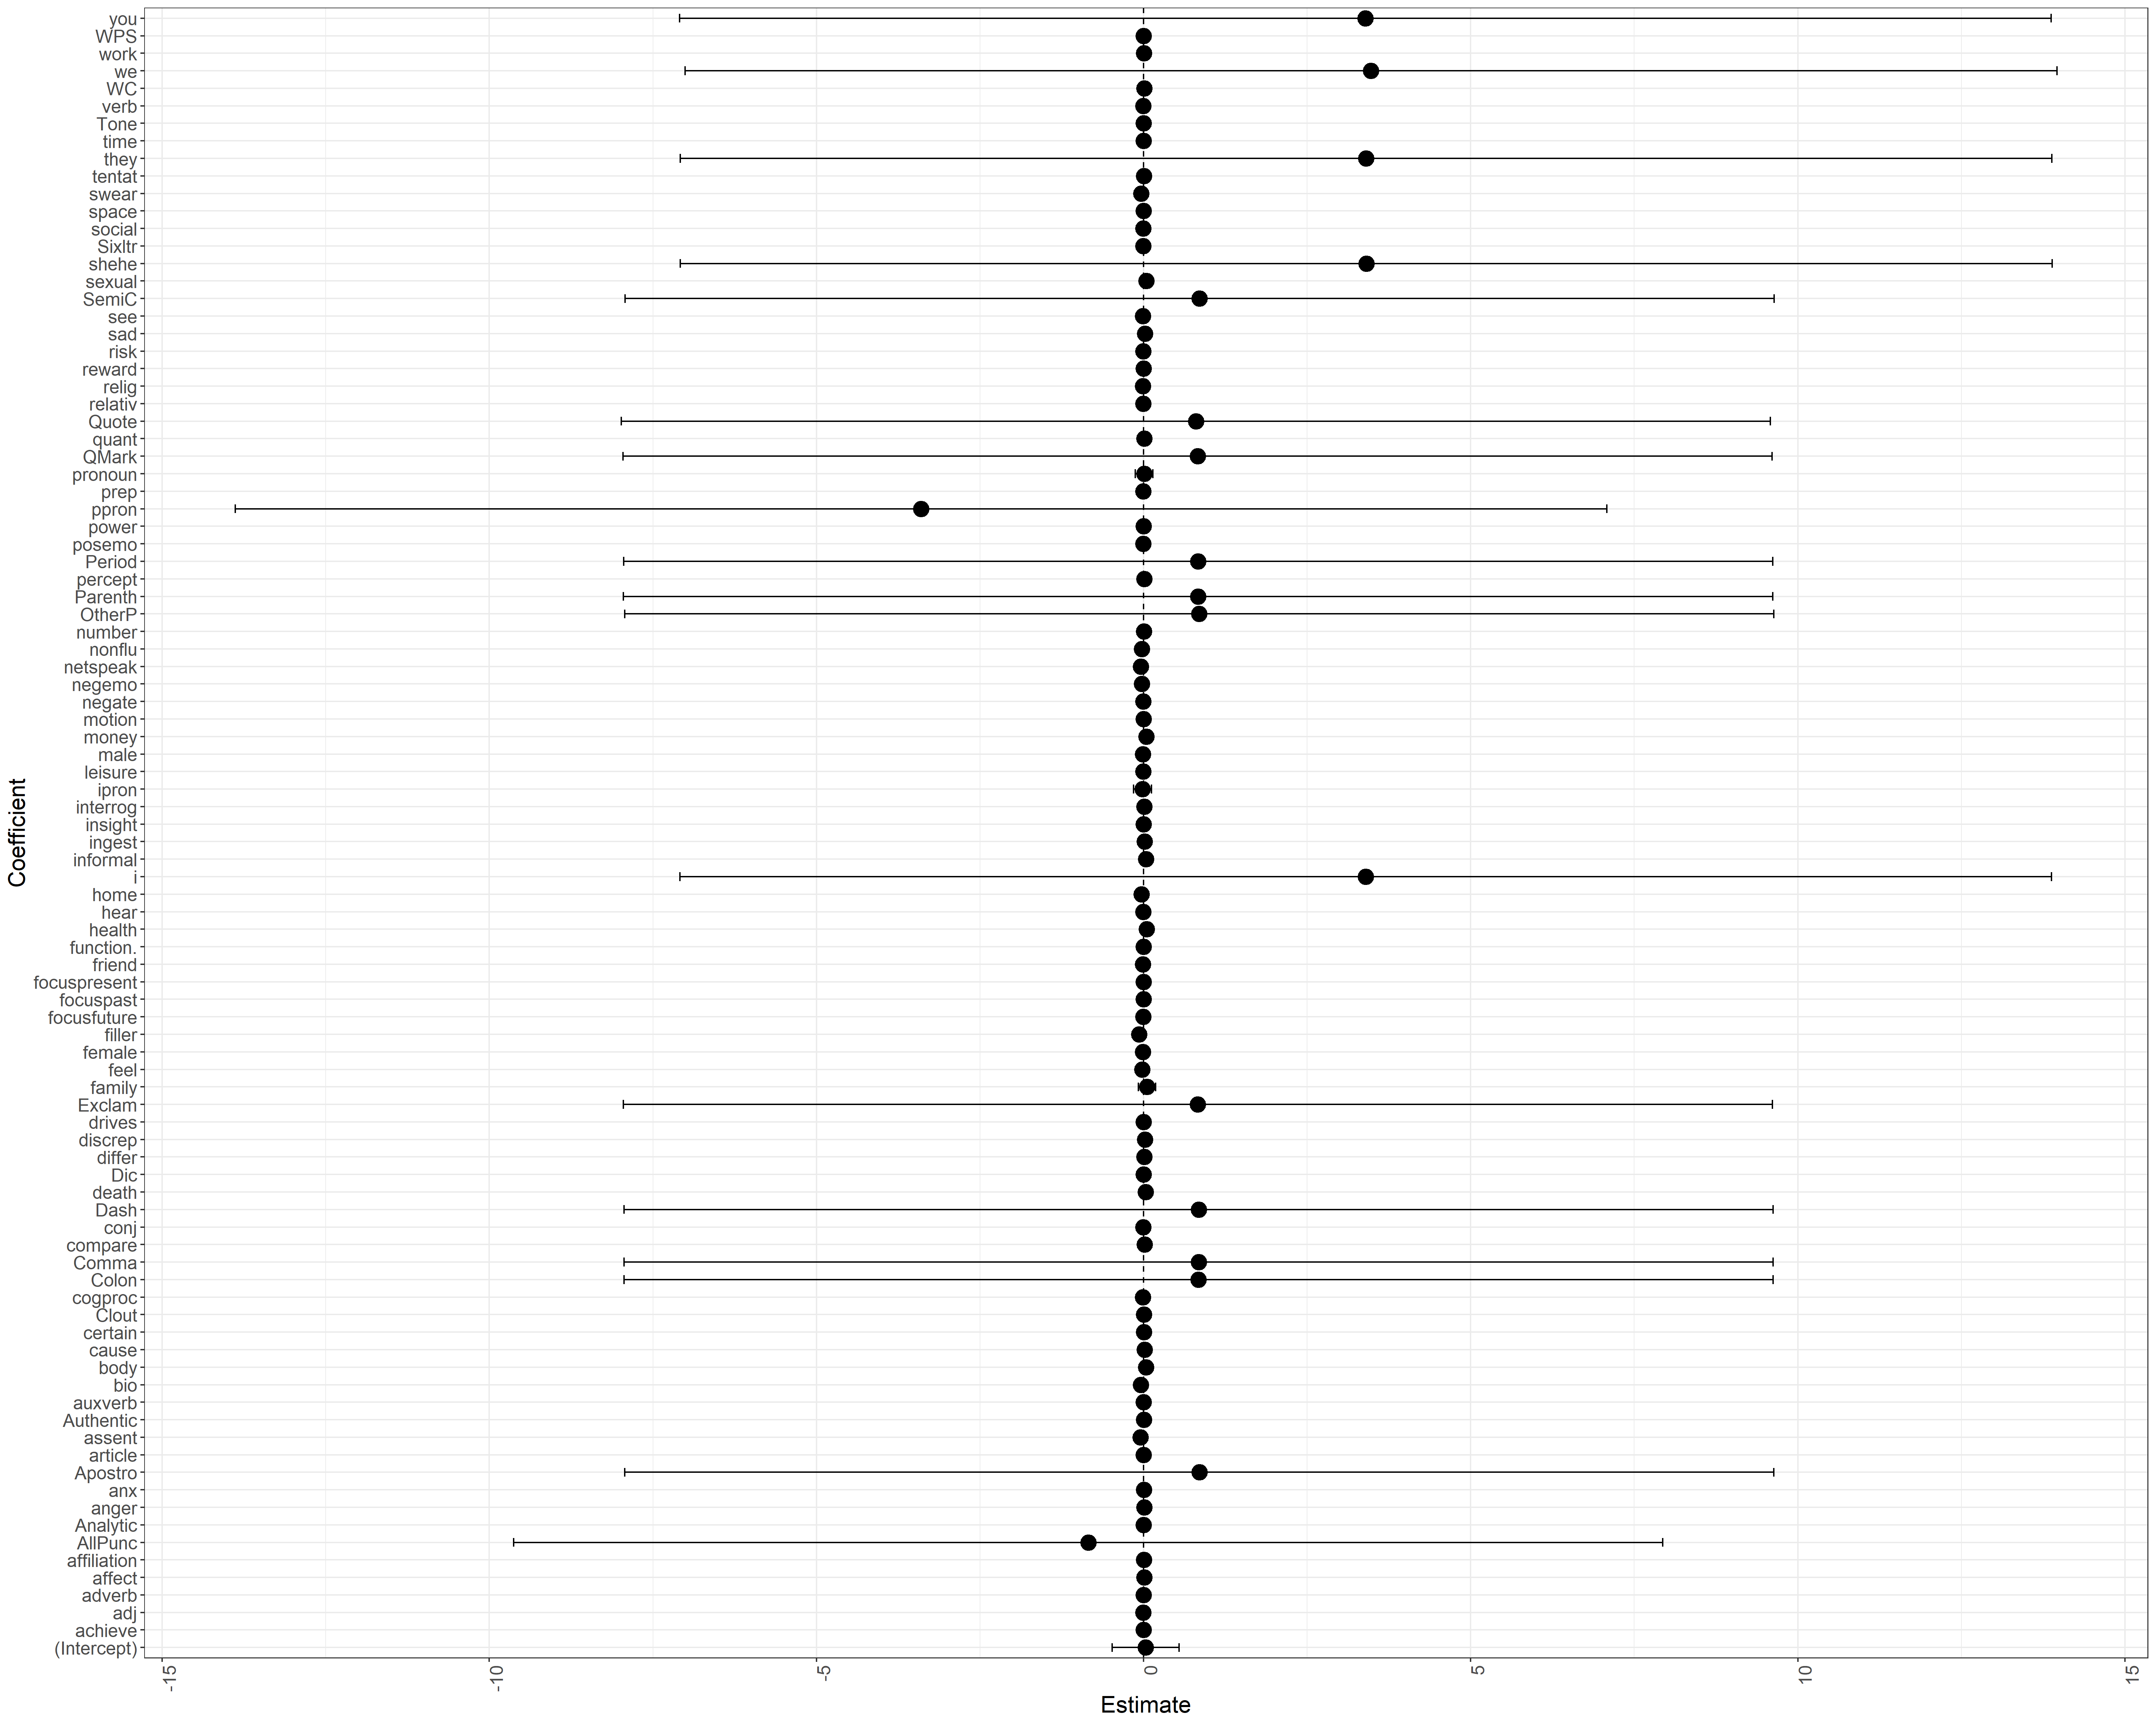 you
WPS
work
we
WC
verb
Tone
time
they
tentat
swear
space
social
Sixltr
shehe
sexual
SemiC
see
sad
risk
reward
relig
relativ
Quote
quant
QMark
pronoun
prep
ppron
power
posemo
Period
percept
Parenth
OtherP
number
nonflu
netspeak
negemo
negate
motion
money
male
leisure
ipron
interrog
insight
ingest
informal
i
home
hear
health
function.
friend
focuspresent
focuspast
focusfuture
filler
female
feel
family
Exclam
drives
discrep
differ
Dic
death
Dash
conj
compare
Comma
Colon
cogproc
Clout
certain
cause
body
bio
auxverb
Authentic
assent
article
Apostro
anx
anger
Analytic
AllPunc
affiliation
affect
adverb
adj
achieve
(Intercept)
Coefficient
-15 -10 -5 0 5 10 15
Estimate